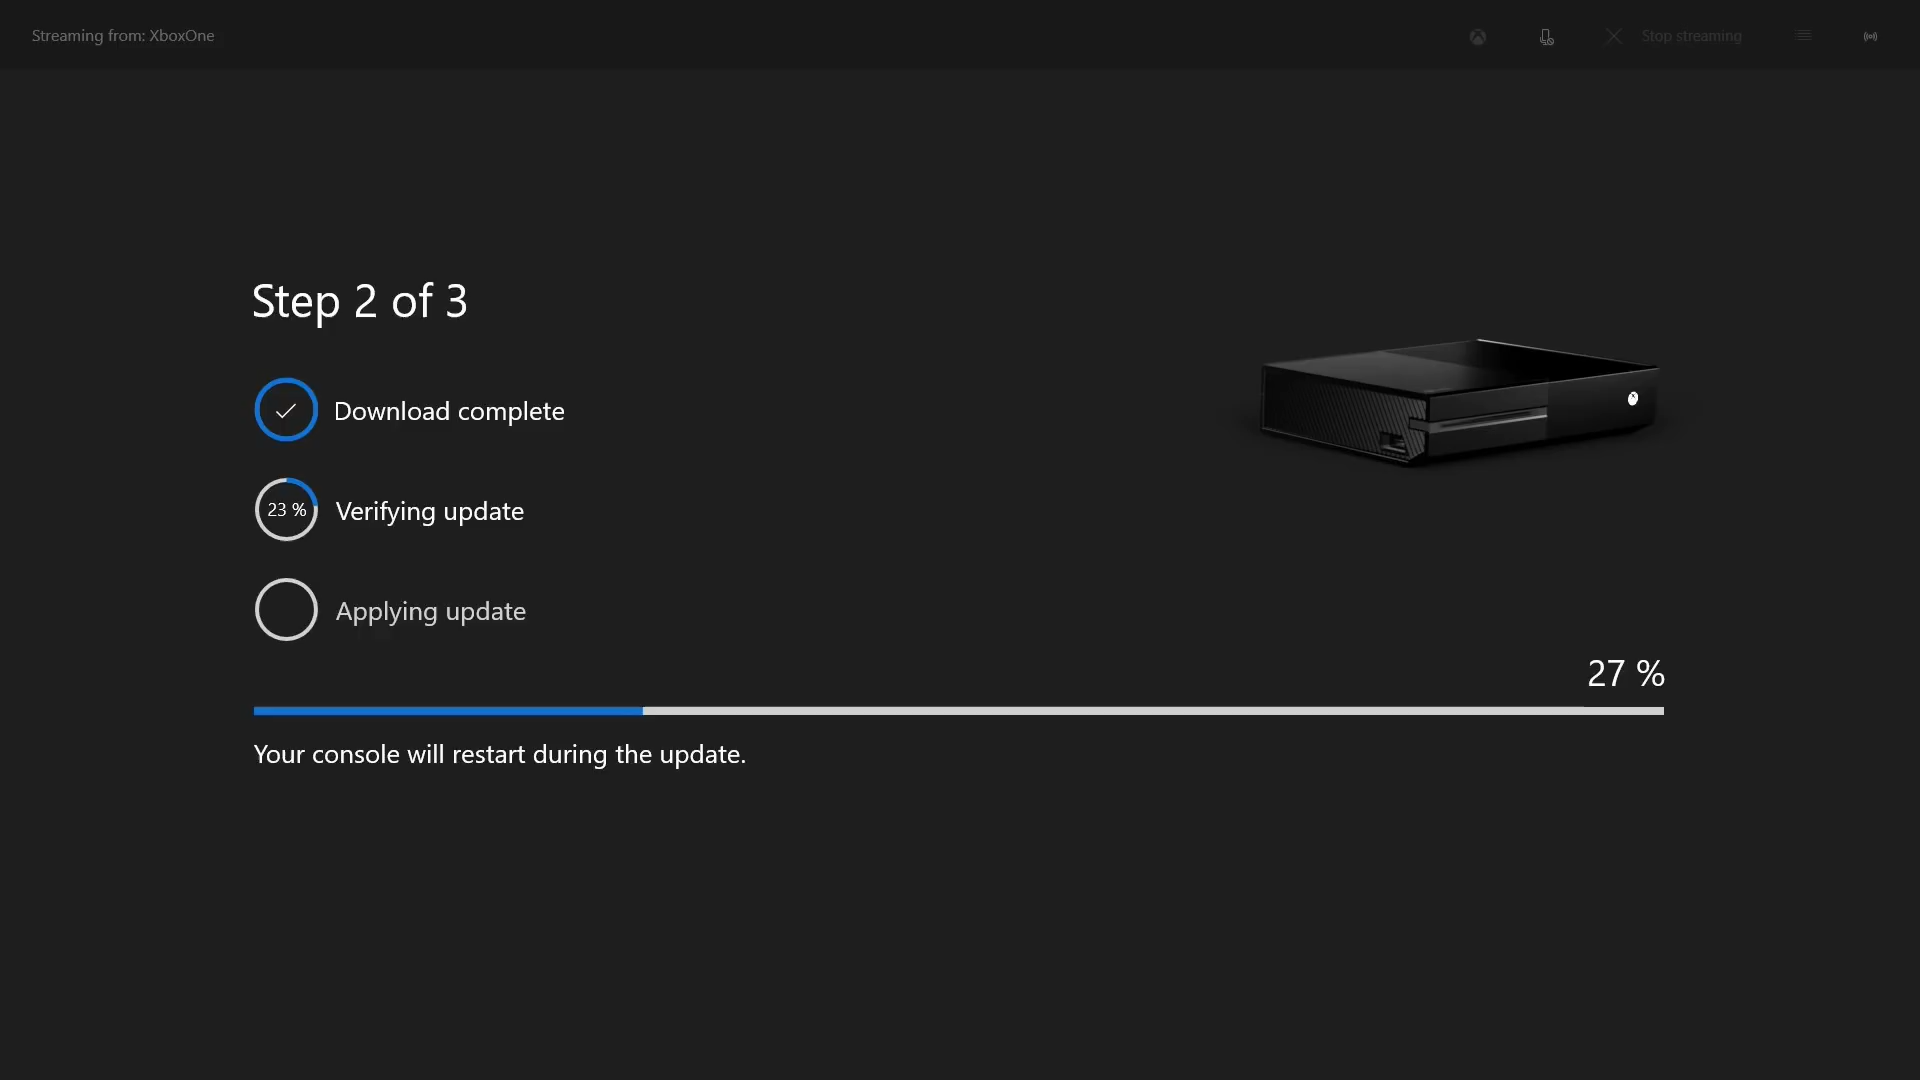 Streaming from: XboxOne
Stop streaming
Step 2 of 3
Download complete
23 %
Verifying update
Applying update
27 %
Your console will restart during the update.